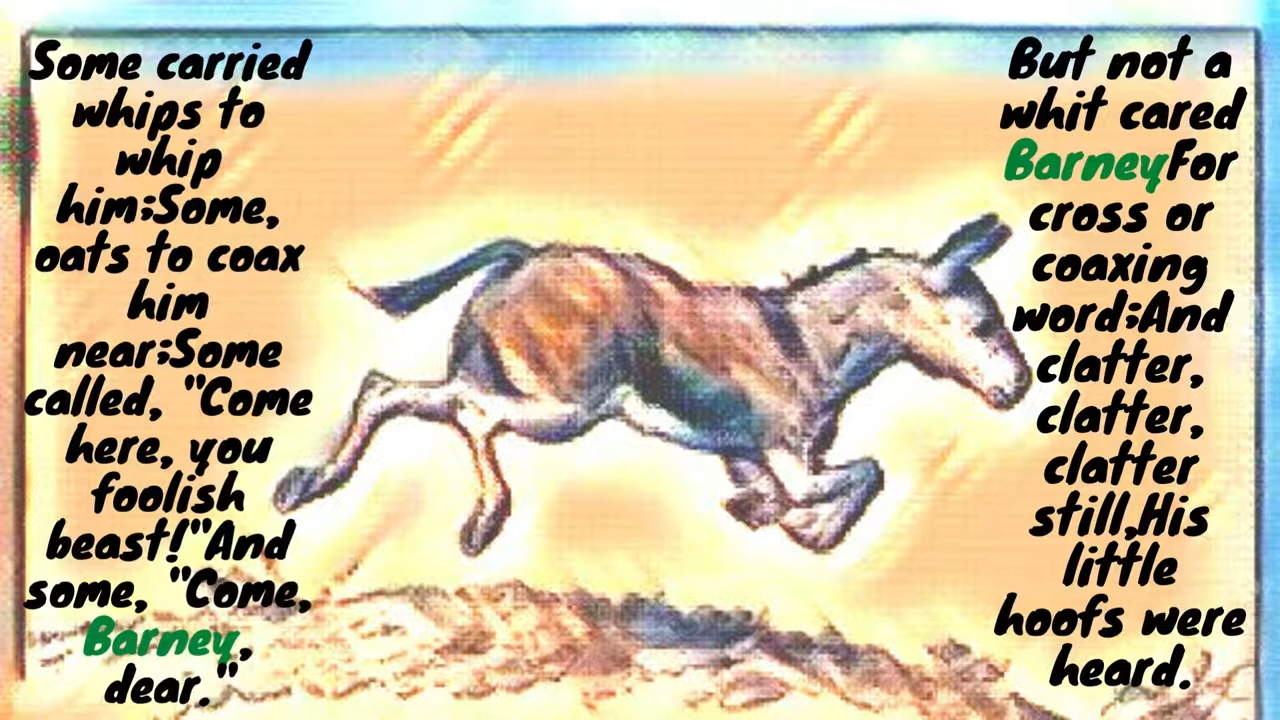 Some carried
whips to
whip
him;Some,
oats to coax
him
near;Some
called, "Come
here, you
foolish
beast!"And
some, "Come,
Barney,
dear."
But not a
whit cared
BarneyFor
cross or
coaxing
word;And
clatter,
clatter,
clatter
still,His
little
hoofs were
heard.